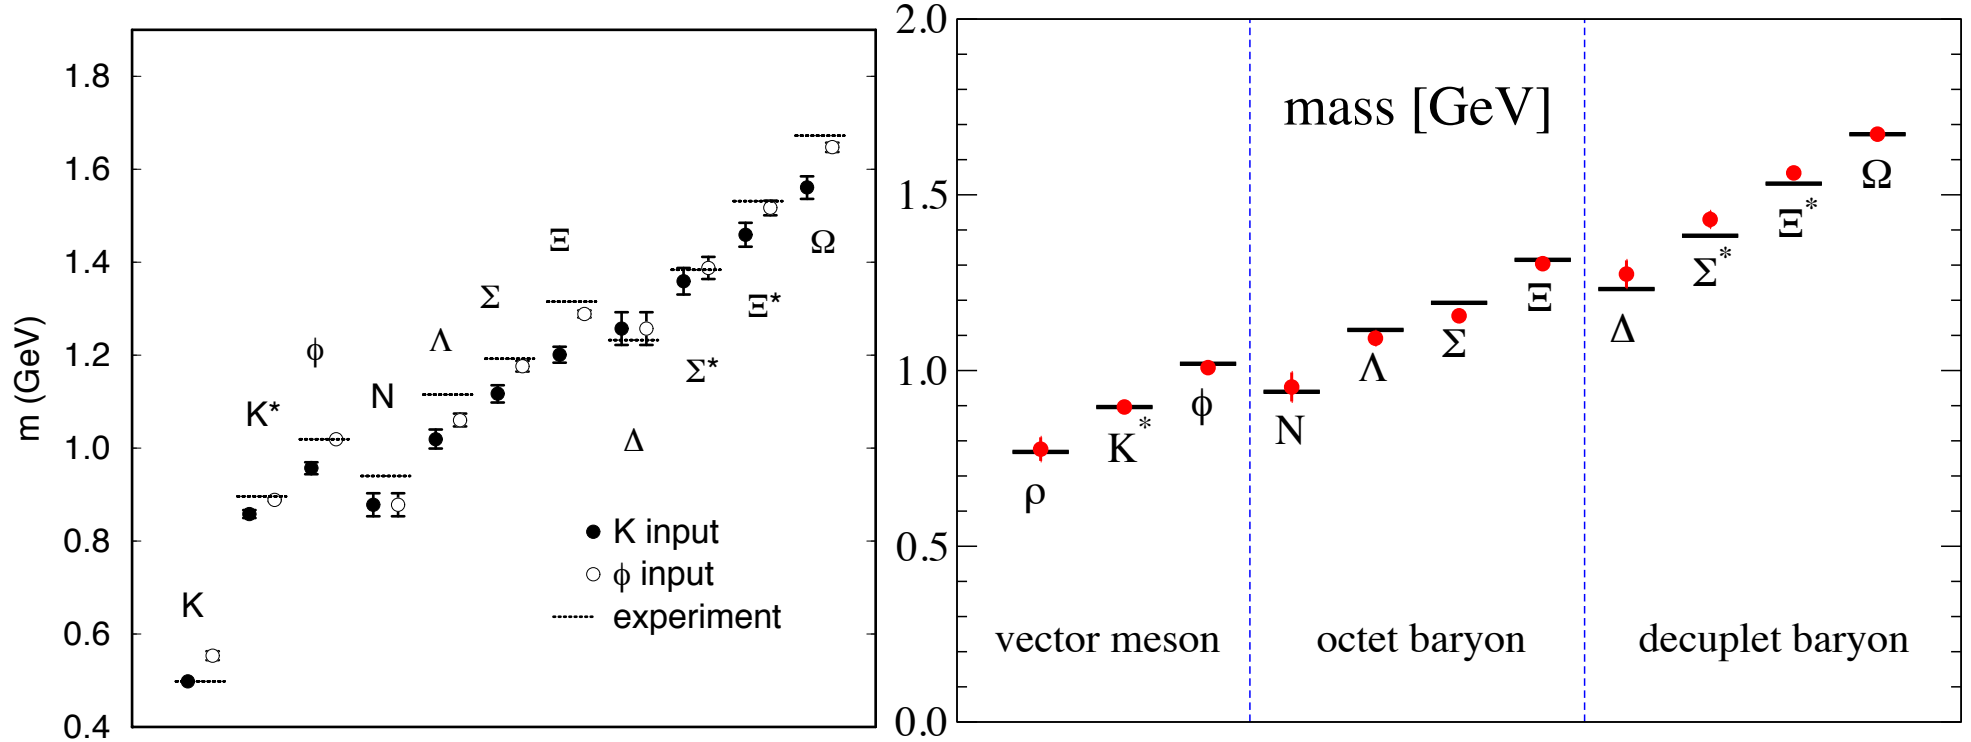 m (GeV)
1.8
1.6
1.4
1.2
1.0
0.8
0.6
0.4
K
K*
ϕ
N
Λ
Σ
Ξ
Δ
Σ*
Ξ*
Ω
K input
ϕ input
experiment
2.0
1.5
1.0
0.5
0.0
mass [GeV]
ρ
K*
ϕ
N
Λ
Σ
Ξ
Δ
Σ*
Ξ*
Ω
vector meson
octet baryon
decuplet baryon